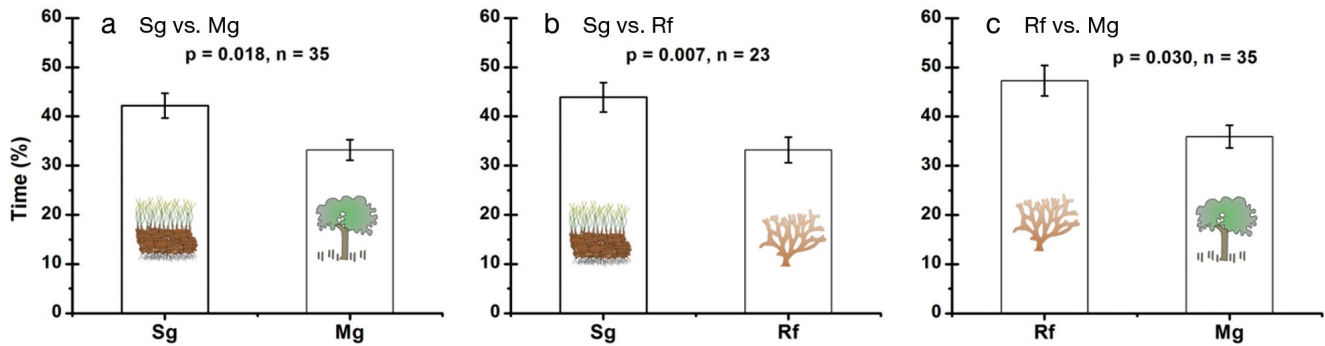 a Sg vs. Mg
p = 0.018, n = 35
Time (%)
60
50
40
30
20
10
0
Sg Mg
b Sg vs. Rf
p = 0.007, n = 23
60
50
40
30
20
10
0
Sg Rf
c Rf vs. Mg
p = 0.030, n = 35
60
50
40
30
20
10
0
Rf Mg